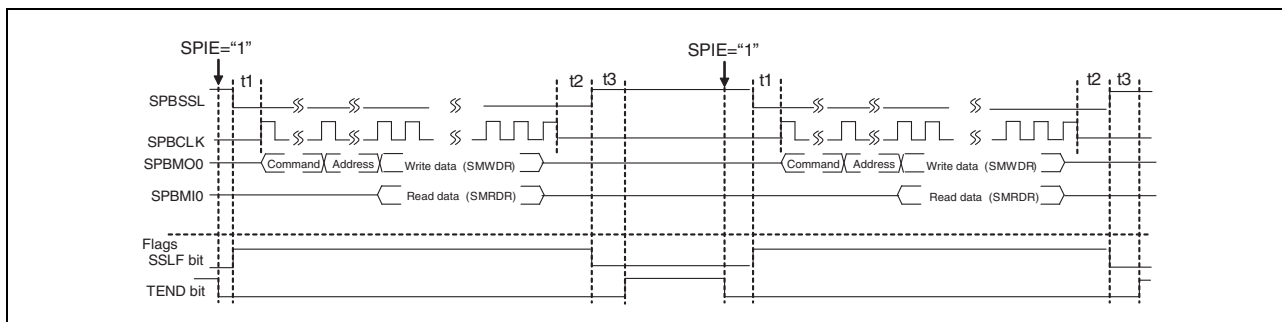 SPIE=“1” SPIE=“1”
t1 t2 t3 t1 t2 t3
SPBSSL
SPBCLK
SPBMO0 Command Address Write data (SMWDR) Command Address Write data (SMWDR)
SPBMI0 Read data (SMRDR) Read data (SMRDR)
Flags
SSLF bit
TEND bit